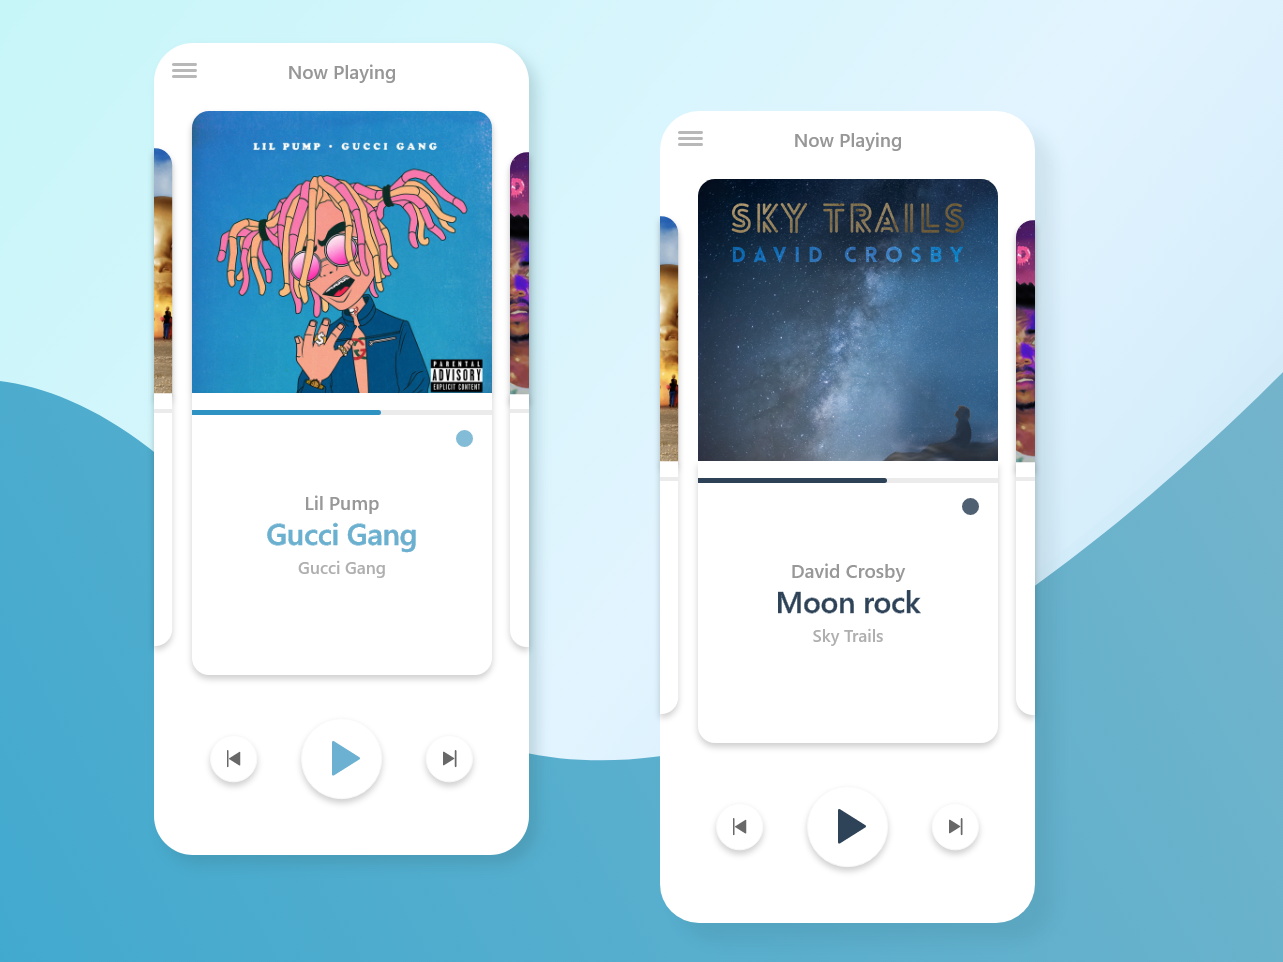 Now Playing
LIL PUMP • GUCCI GANG
PARENTAL
ADVISORY
EXPLICIT CONTENT
Lil Pump
Gucci Gang
Gucci Gang
Now Playing
SKY TRAILS
DAVID CROSBY
David Crosby
Moon rock
Sky Trails